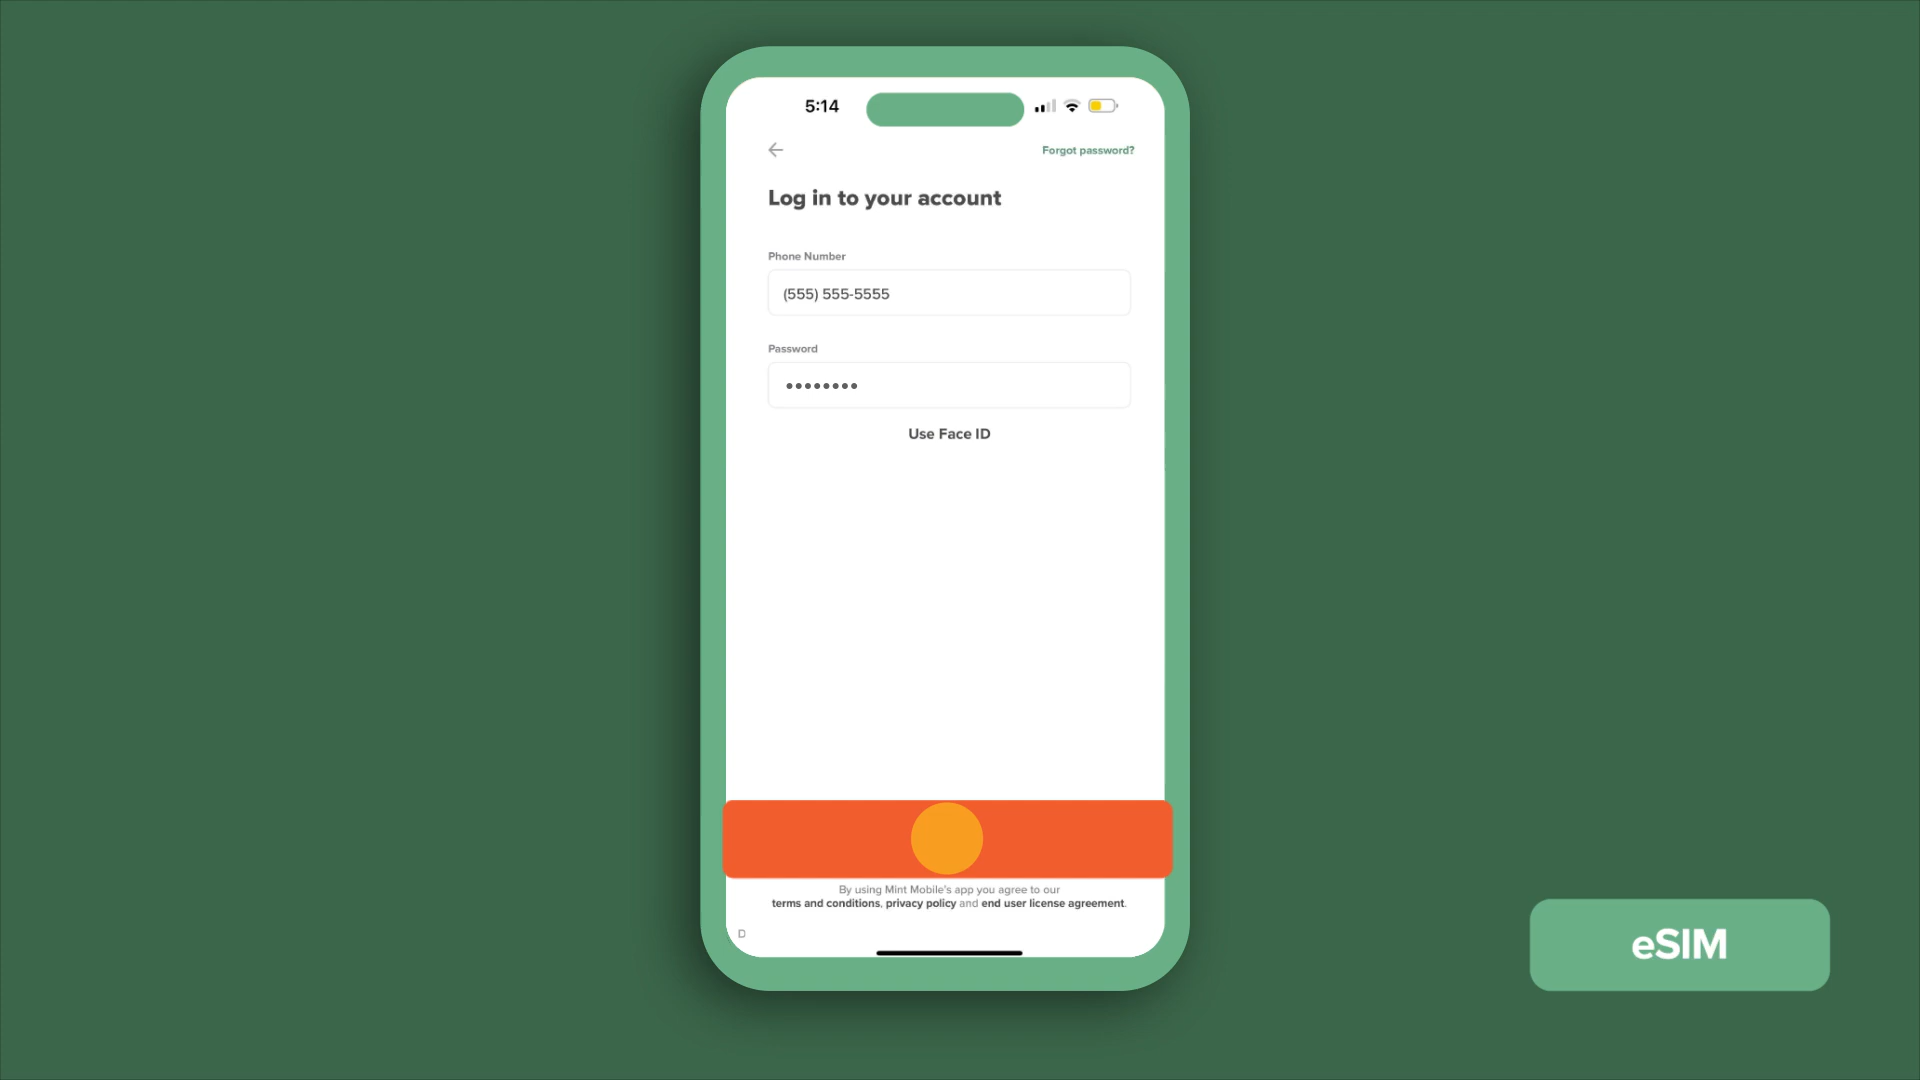 5:14
Forgot password?
Log in to your account
Phone Number
(555) 555-5555
Password
••••••••
Use Face ID
By using Mint Mobile's app you agree to our
terms and conditions, privacy policy and end user license agreement.
D
eSIM